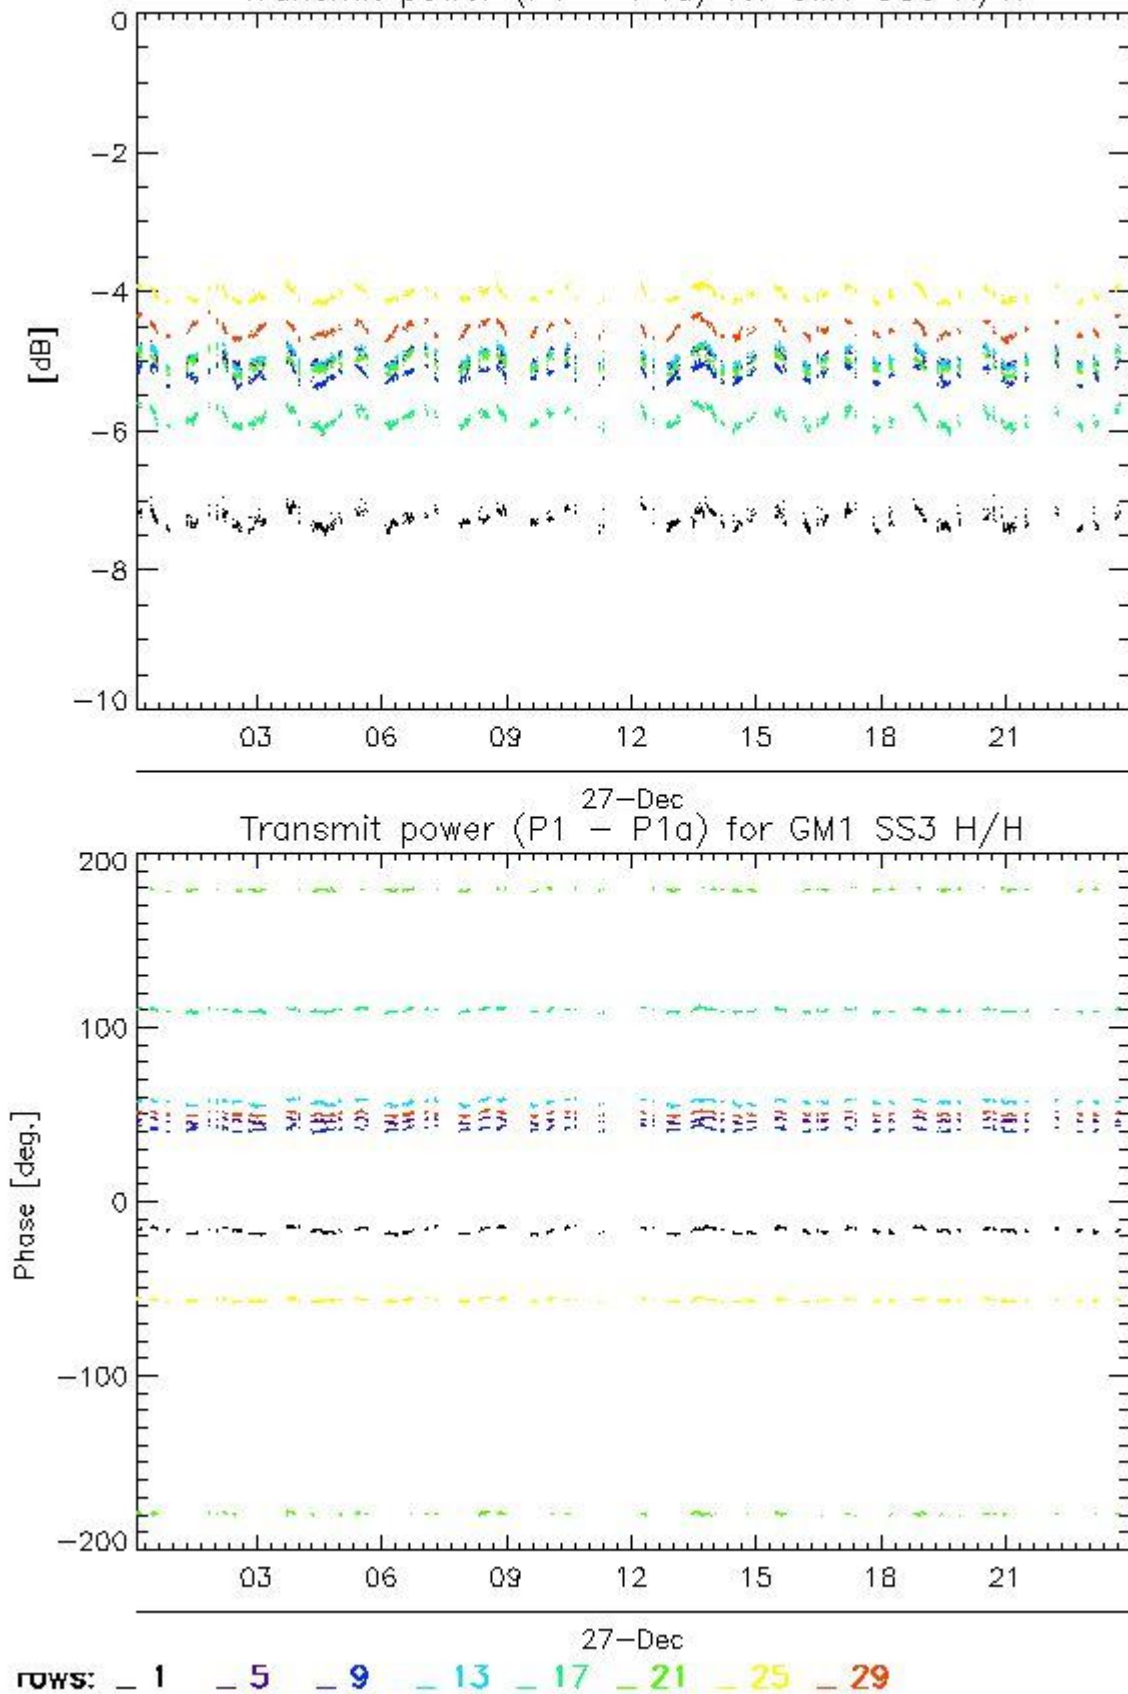 0
-2
-4
[dB]
-6
-8
-10
03 06 09 12 15 18 21
27-Dec
Transmit power (P1 - P1a) for GM1 SS3 H/H
200
100
Phase [deg.]
0
-100
-200
03 06 09 12 15 18 21
27-Dec
rows: _ 1 _ 5 _ 9 _ 13 _ 17 _ 21 _ 25 _ 29